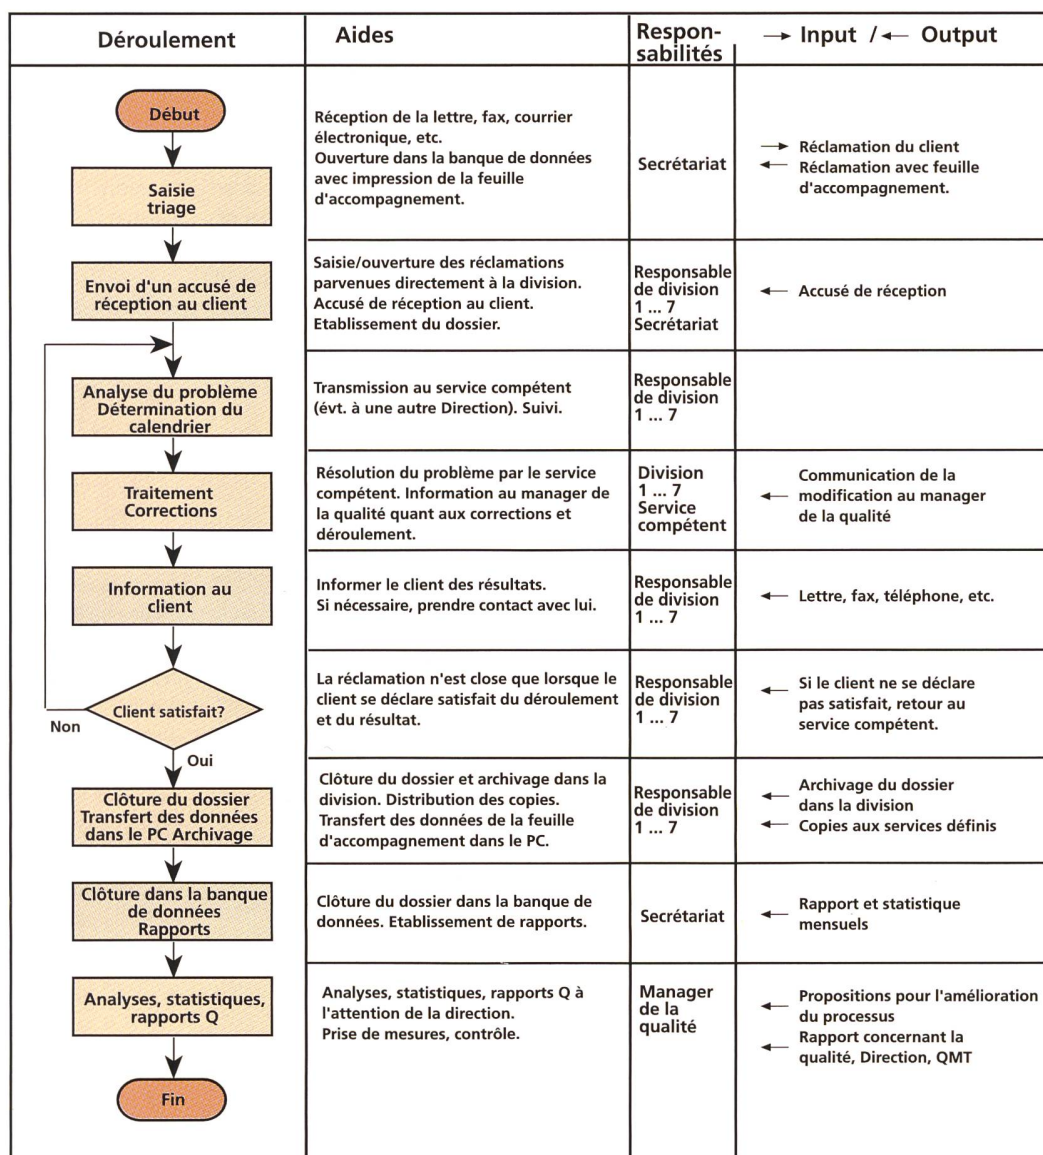 Déroulement
Aides
Respon-
sabilités
→ Input / ← Output
Début
Saisie
triage
Réception de la lettre, fax, courrier
électronique, etc.
Ouverture dans la banque de données
avec impression de la feuille
d'accompagnement.
Secrétariat
→ Réclamation du client
← Réclamation avec feuille
d'accompagnement.
Envoi d'un accusé de
réception au client
Saisie/ouverture des réclamations
parvenues directement à la division.
Accusé de réception au client.
Etablissement du dossier.
Responsable
de division
1 ... 7
Secrétariat
← Accusé de réception
Analyse du problème
Détermination du
calendrier
Transmission au service compétent
(évt. à une autre Direction). Suivi.
Responsable
de division
1 ... 7
Traitement
Corrections
Résolution du problème par le service
compétent. Information au manager de
la qualité quant aux corrections et
déroulement.
Division
1 ... 7
Service
compétent
Communication de la
← modification au manager
de la qualité
Information au
client
Informer le client des résultats.
Si nécessaire, prendre contact avec lui.
Responsable
de division
1 ... 7
← Lettre, fax, téléphone, etc.
Client satisfait?
Non
Oui
La réclamation n'est close que lorsque le
client se déclare satisfait du déroulement
et du résultat.
Responsable
de division
1 ... 7
← Si le client ne se déclare
pas satisfait, retour au
service compétent.
Clôture du dossier
Transfert des données
dans le PC Archivage
Clôture du dossier et archivage dans la
division. Distribution des copies.
Transfert des données de la feuille
d'accompagnement dans le PC.
Responsable
de division
1 ... 7
← Archivage du dossier
dans la division
← Copies aux services définis
Clôture dans la banque
de données
Rapports
Clôture du dossier dans la banque de
données. Etablissement de rapports.
Secrétariat
← Rapport et statistique
mensuels
Analyses, statistiques,
rapports Q
Analyses, statistiques, rapports Q à
l'attention de la direction.
Prise de mesures, contrôle.
Manager
de la
qualité
← Propositions pour l'amélioration
du processus
← Rapport concernant la
qualité, Direction, QMT
Fin